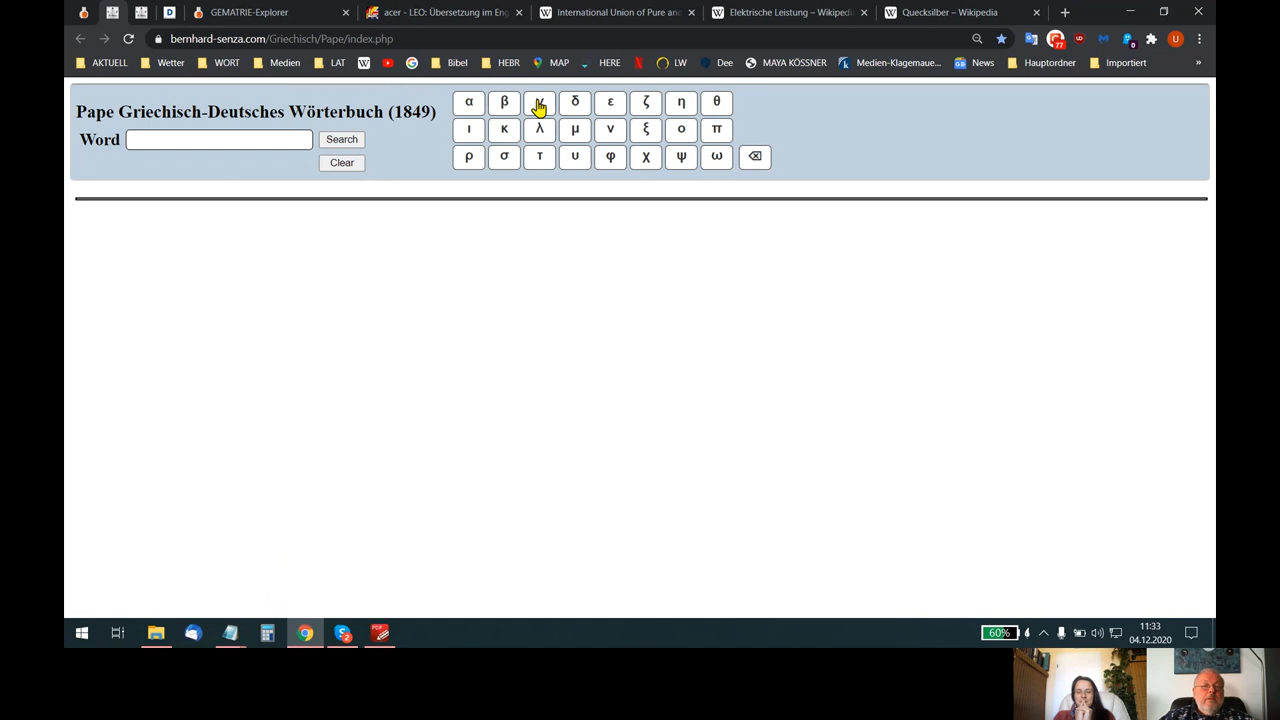 GEMATRIE-Explorer
acer - LEO: Übersetzung im Eng
International Union of Pure and
Elektrische Leistung – Wikipedi
Quecksilber – Wikipedia
bernhard-senza.com/Griechisch/Pape/index.php
77
0
U
AKTUELL Wetter WORT Medien LAT Bibel HEBR MAP HERE LW Dee MAYA KÖSSNER Medien-Klagemaue... News Hauptordner Importiert »
Pape Griechisch-Deutsches Wörterbuch (1849)
Word Search
Clear
α β γ δ ε ζ η θ
ι κ λ μ ν ξ ο π
ρ σ τ υ φ χ ψ ω ⌫
60% 11:33
04.12.2020